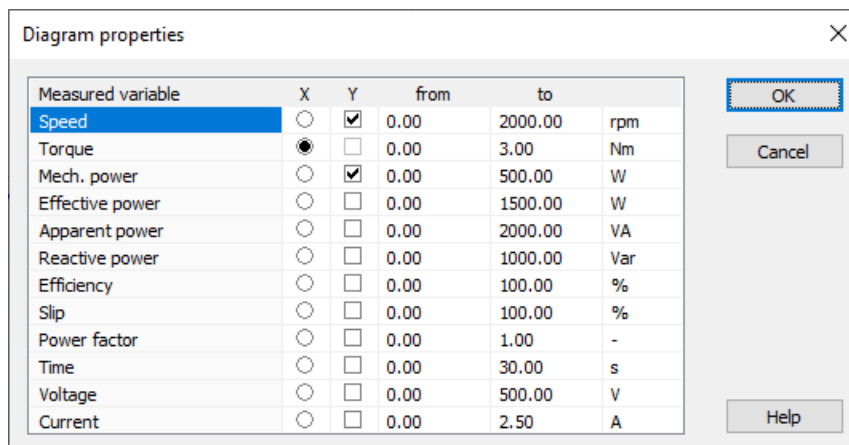 Diagram properties
Measured variable X Y from to
Speed 0.00 2000.00 rpm
Torque 0.00 3.00 Nm
Mech. power 0.00 500.00 W
Effective power 0.00 1500.00 W
Apparent power 0.00 2000.00 VA
Reactive power 0.00 1000.00 Var
Efficiency 0.00 100.00 %
Slip 0.00 100.00 %
Power factor 0.00 1.00 -
Time 0.00 30.00 s
Voltage 0.00 500.00 V
Current 0.00 2.50 A
OK
Cancel
Help